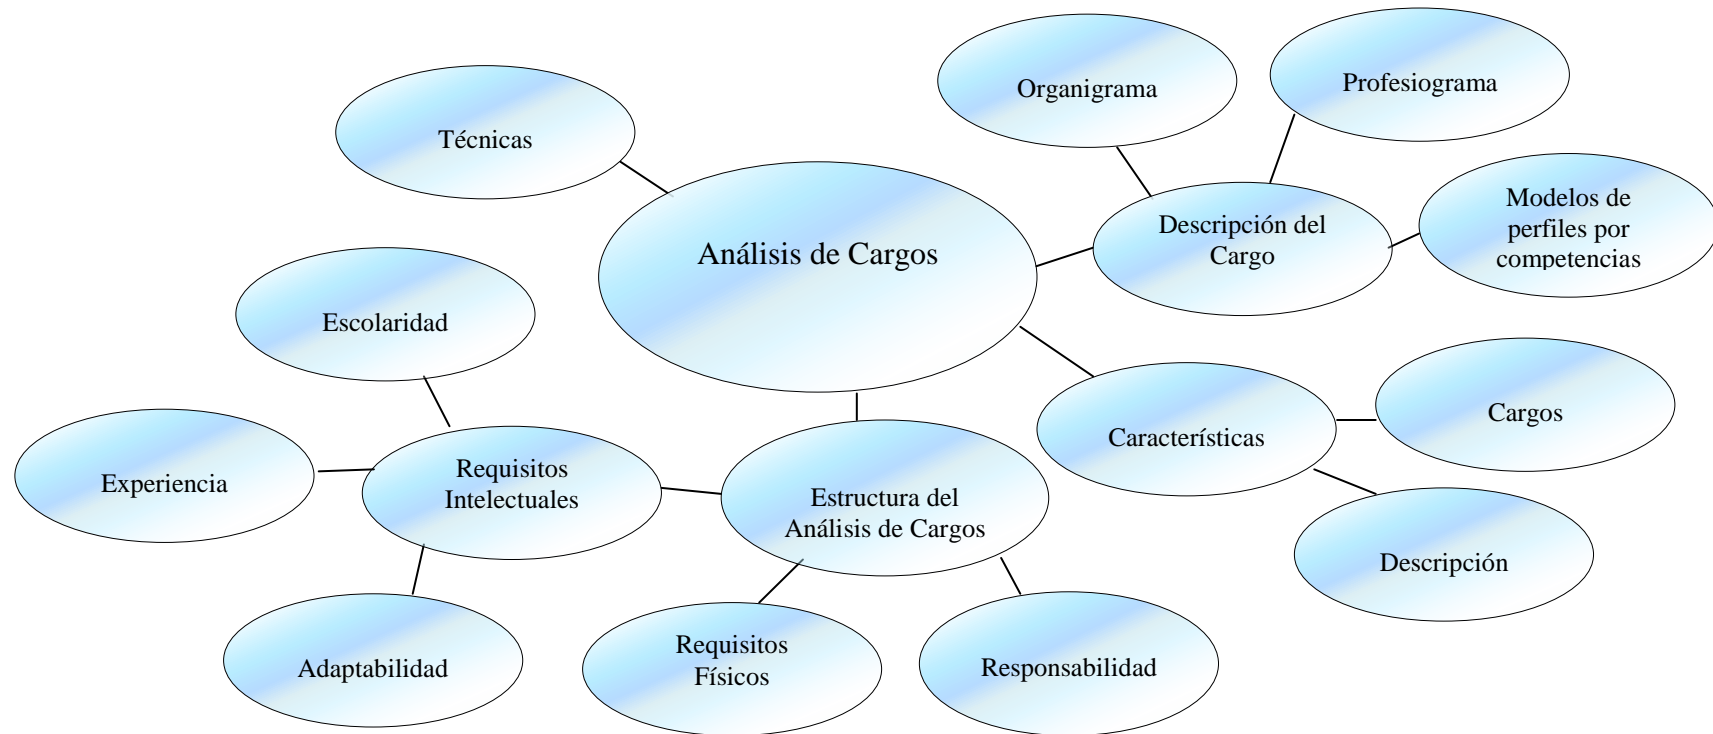 Organigrama
Profesiograma
Técnicas
Modelos de
perfiles por
competencias
Descripción del
Cargo
Análisis de Cargos
Escolaridad
Cargos
Características
Requisitos
Intelectuales
Experiencia
Estructura del
Análisis de Cargos
Descripción
Requisitos
Físicos
Adaptabilidad
Responsabilidad